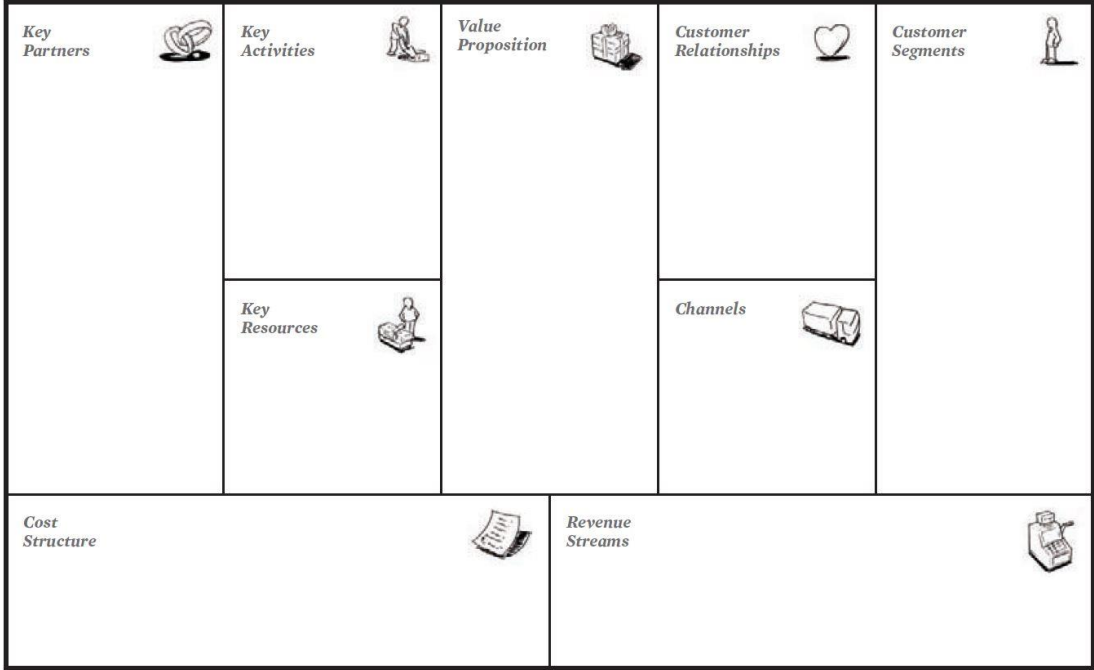 Key
Partners
Key
Activities
Value
Proposition
Customer
Relationships
Customer
Segments
Key
Resources
Channels
Cost
Structure
Revenue
Streams